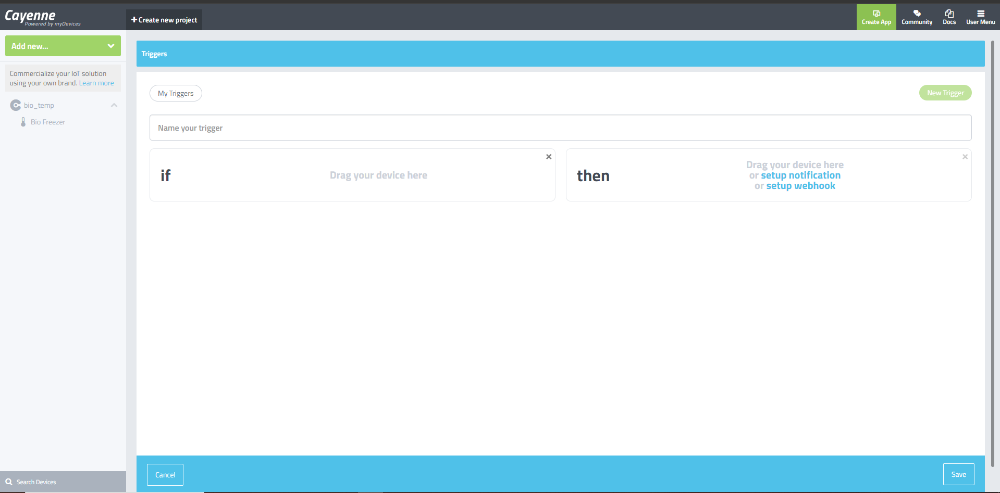 Cayenne
Powered by myDevices
Create new project
Create App
Community
Docs
User Menu
Add new...
Commercialize your IoT solution
using your own brand. Learn more
bio_temp
Bio Freezer
Search Devices
Triggers
My Triggers
New Trigger
Name your trigger
if
Drag your device here
then
Drag your device here
or setup notification
or setup webhook
Cancel
Save